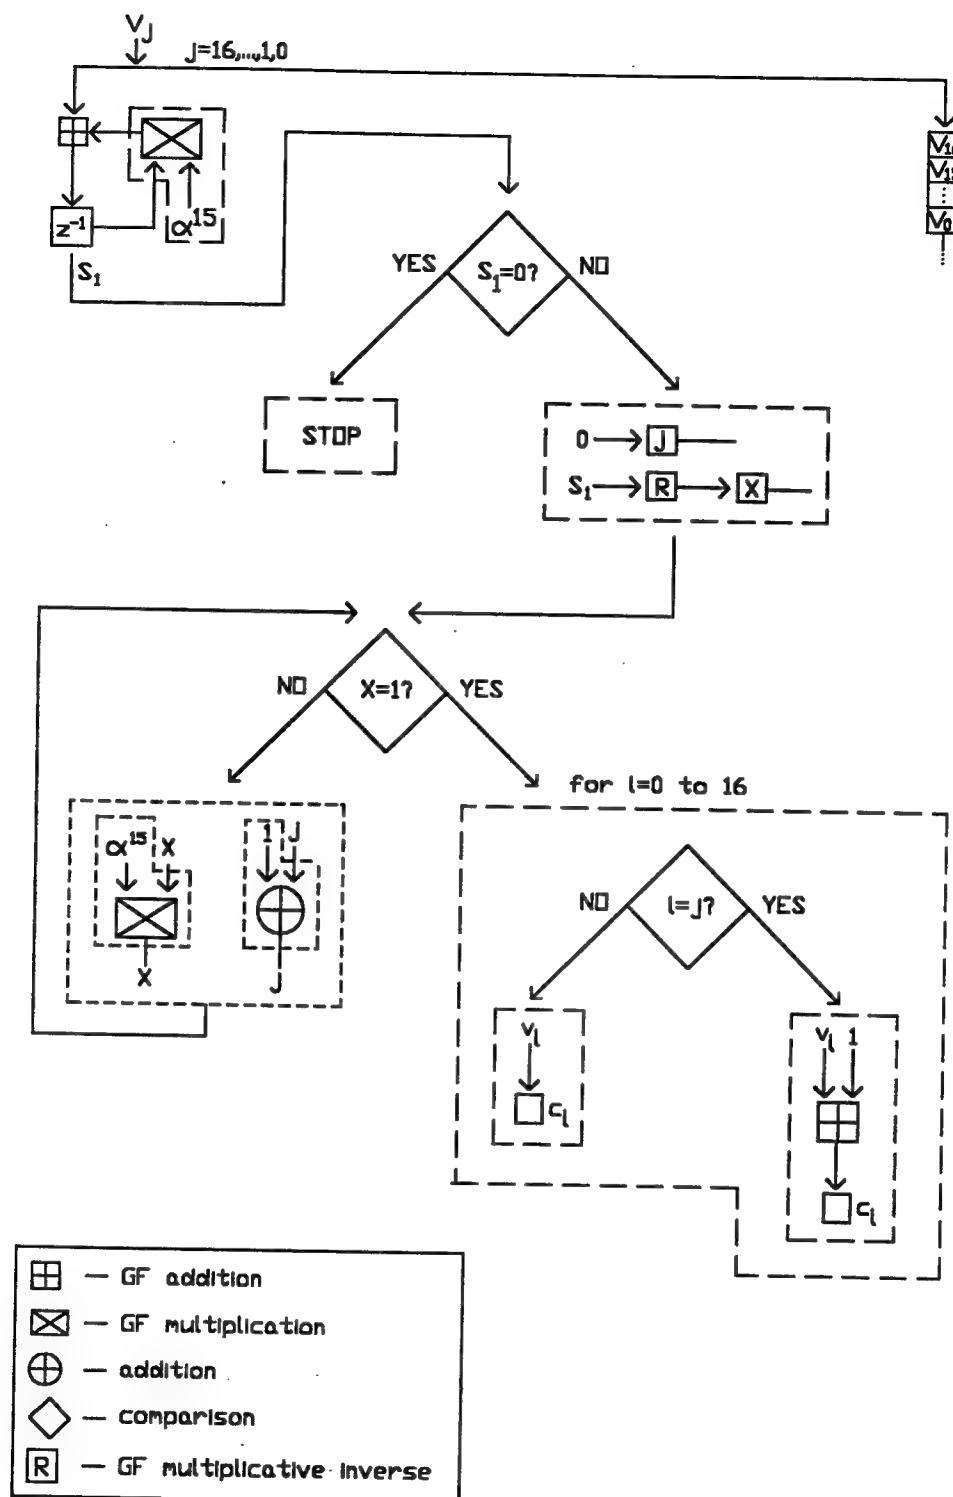 V_J
J=16,...,1,0
V_0
z^-1
α^15
S_1
YES
S_1=0?
NO
STOP
0
J
S_1
R
X
NO
X=1?
YES
for l=0 to 16
α^15
X
1
J
X
J
NO
l=J?
YES
v_l
c_l
v_l
1
c_l
— GF addition
— GF multiplication
— addition
— comparison
R — GF multiplicative inverse